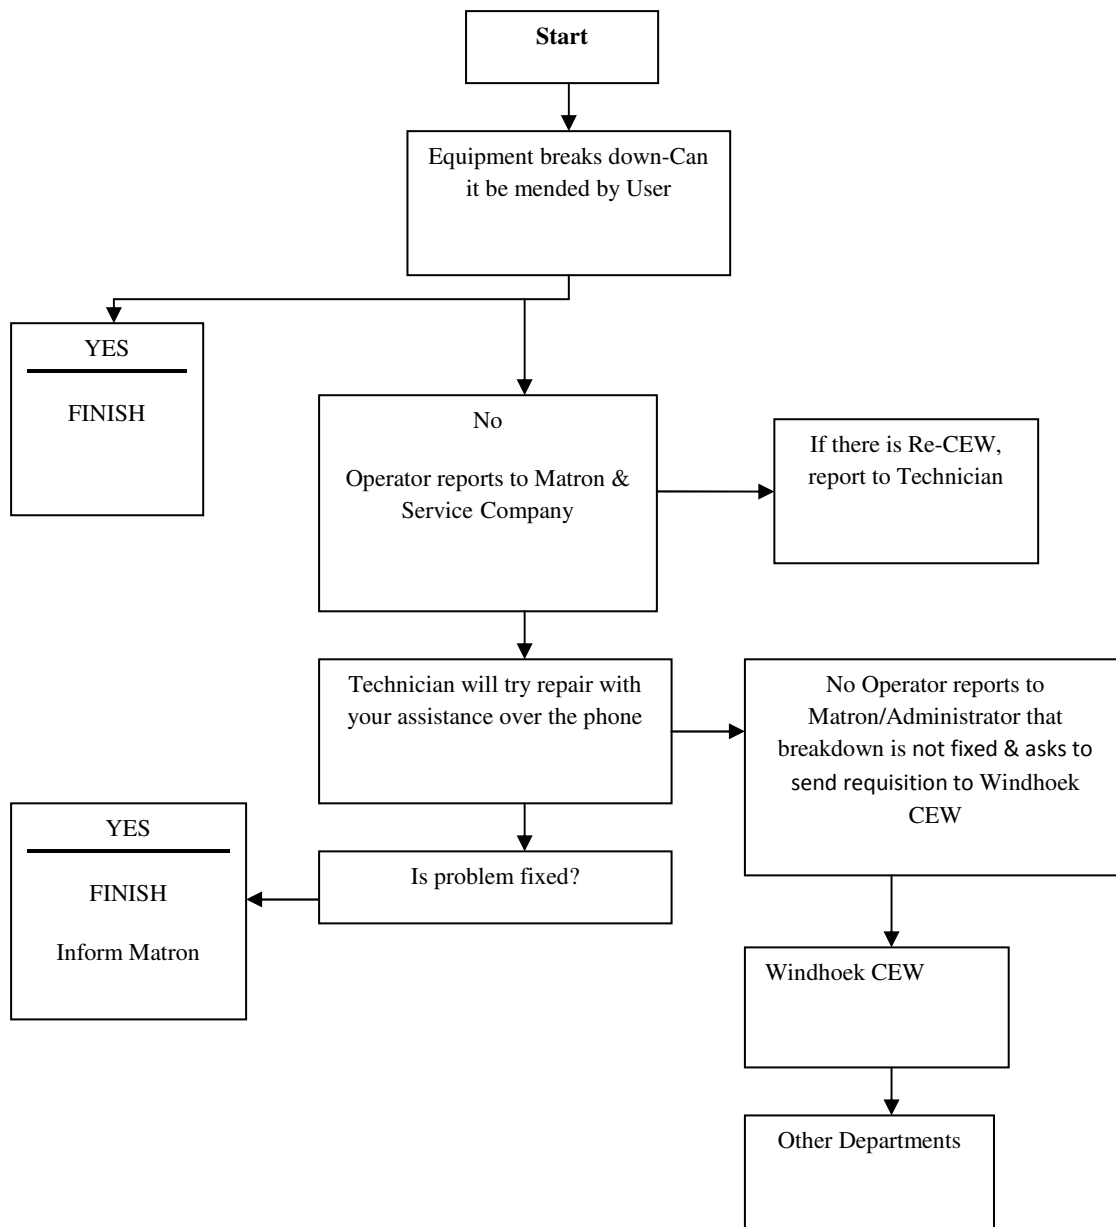 Start
Equipment breaks down-Can
it be mended by User
YES
FINISH
No
Operator reports to Matron &
Service Company
If there is Re-CEW,
report to Technician
Technician will try repair with
your assistance over the phone
No Operator reports to
Matron/Administrator that
breakdown is not fixed & asks to
send requisition to Windhoek
CEW
YES
FINISH
Inform Matron
Is problem fixed?
Windhoek CEW
Other Departments